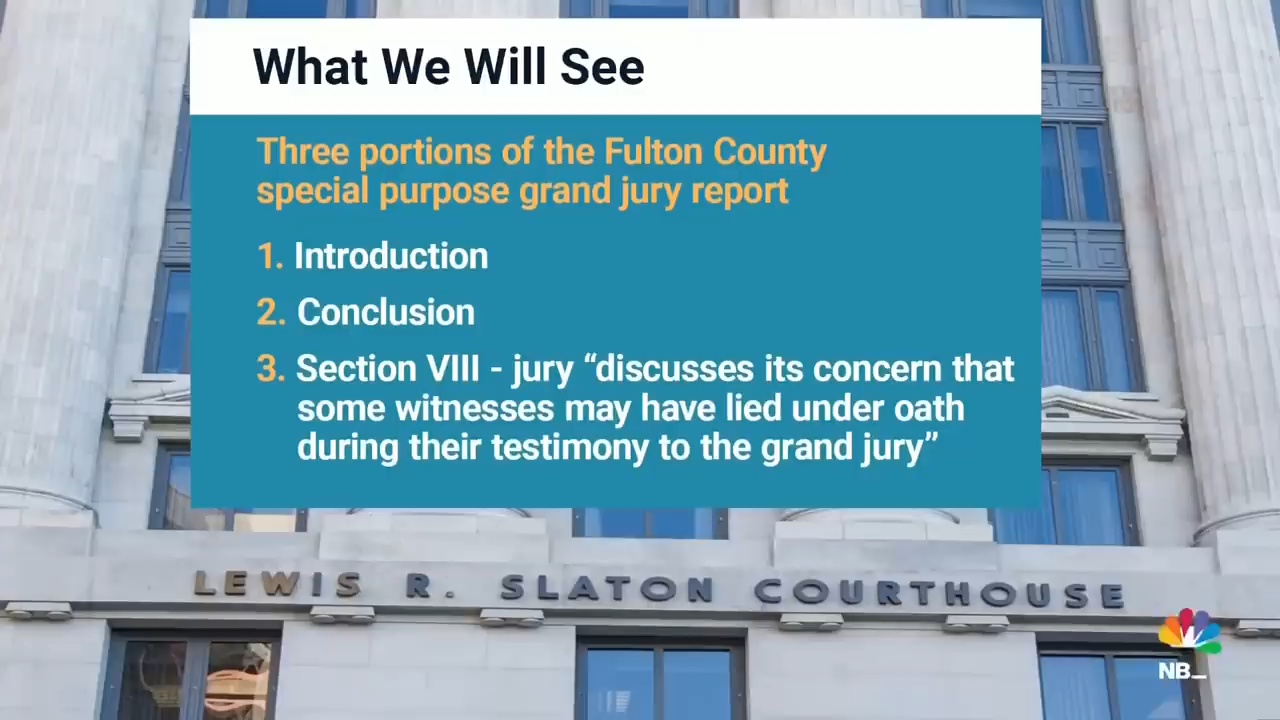 What We Will See
Three portions of the Fulton County
special purpose grand jury report
1. Introduction
2. Conclusion
3. Section VIII - jury “discusses its concern that
some witnesses may have lied under oath
during their testimony to the grand jury”
LEWIS R. SLATON COURTHOUSE
NB_